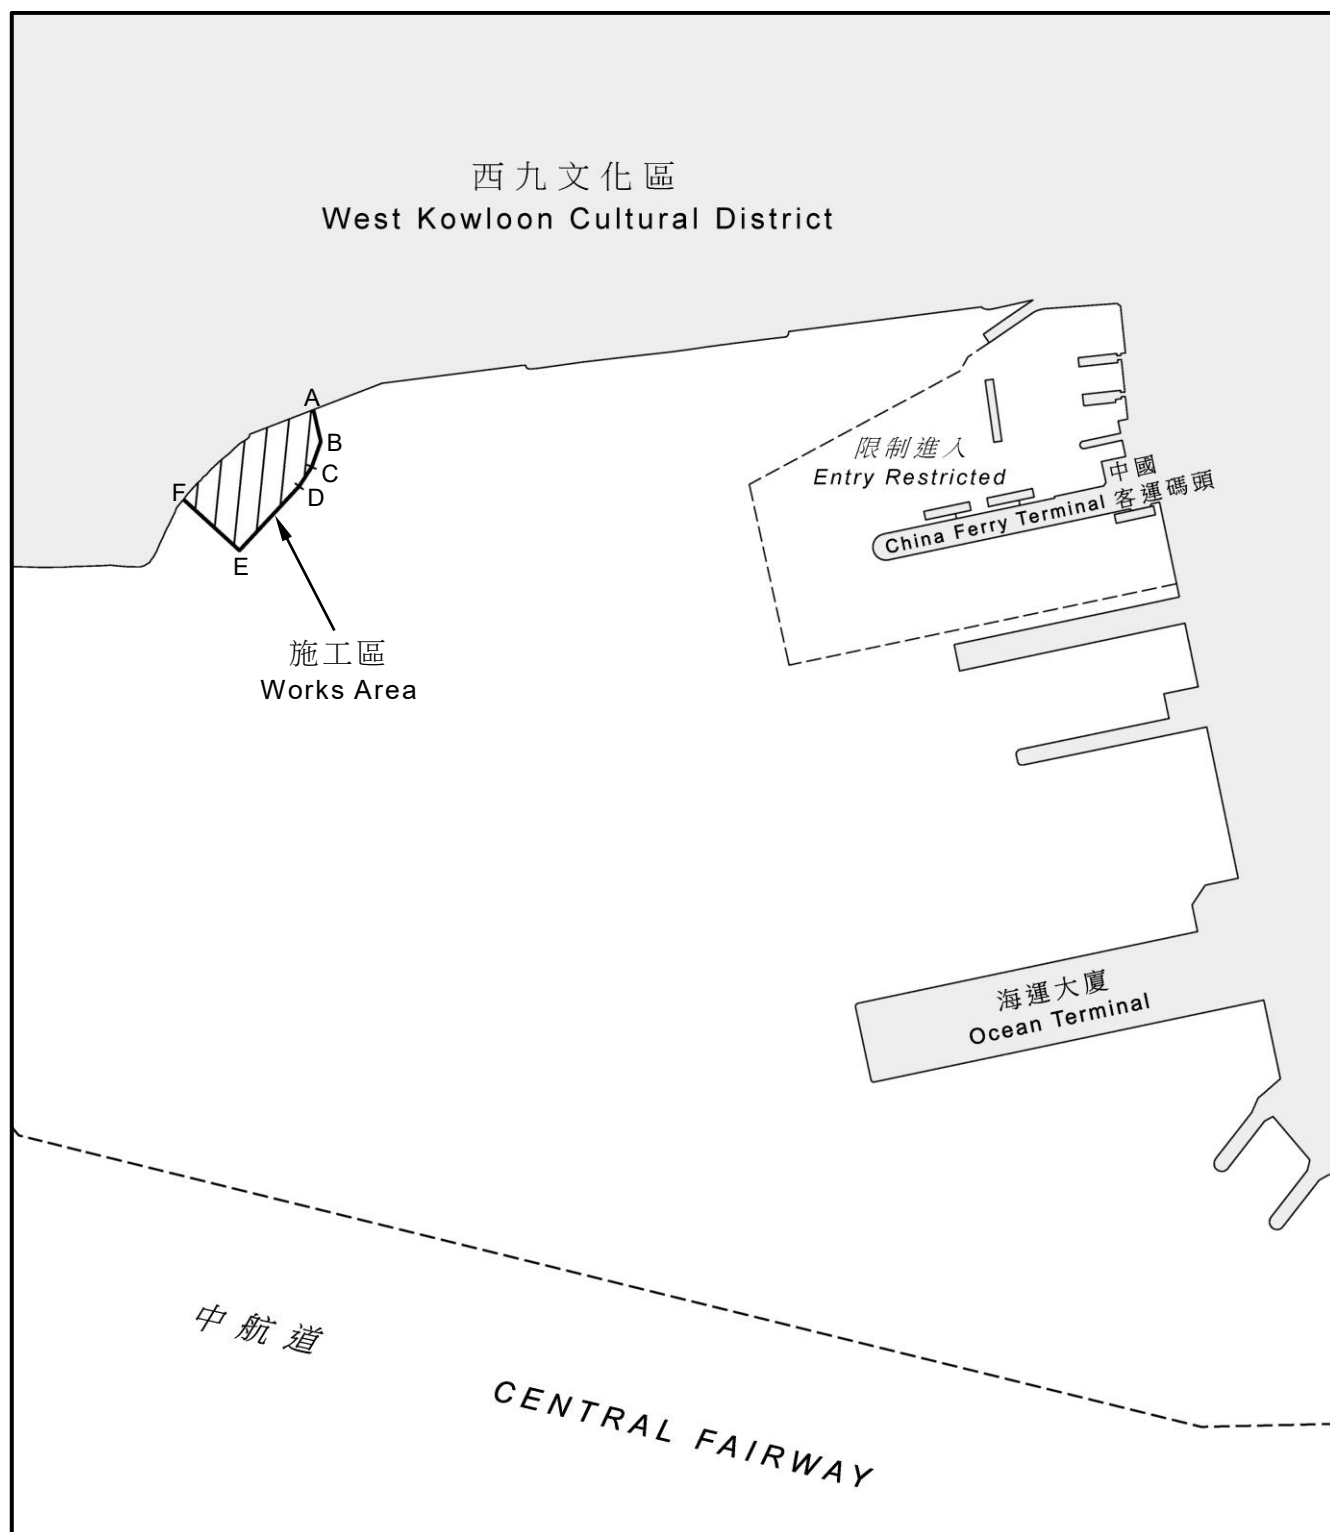 西九文化區
West Kowloon Cultural District
A
B
C
D
E
F
施工區
Works Area
限制進入
Entry Restricted
中國
客運碼頭
China Ferry Terminal
海運大廈
Ocean Terminal
中航道
CENTRAL FAIRWAY